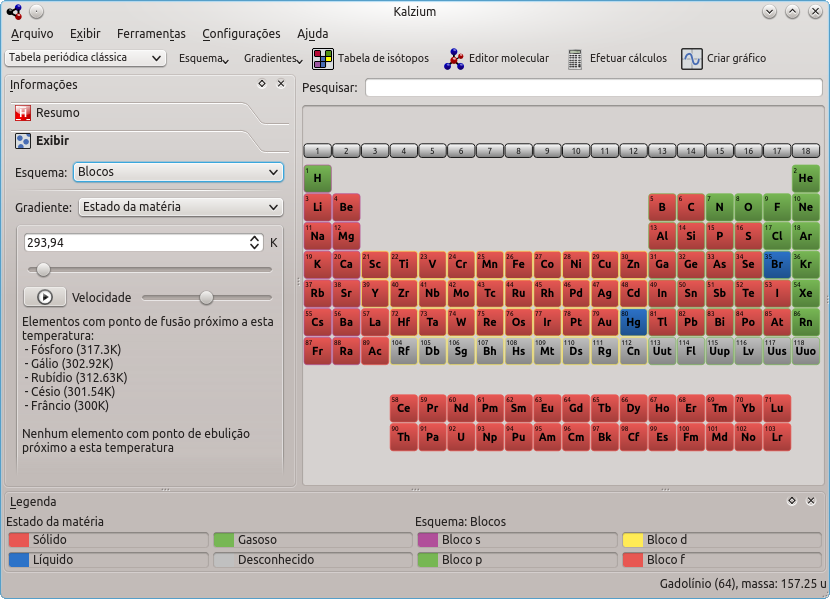 Kalzium
Arquivo Exibir Ferramentas Configurações Ajuda
Tabela periódica clássica Esquema Gradientes Tabela de isótopos Editor molecular Efetuar cálculos Criar gráfico
Informações
Pesquisar:
Resumo
Exibir
Esquema: Blocos
Gradiente: Estado da matéria
293,94 K
Velocidade
Elementos com ponto de fusão próximo a esta
temperatura:
- Fósforo (317.3K)
- Gálio (302.92K)
- Rubídio (312.63K)
- Césio (301.54K)
- Frâncio (300K)
Nenhum elemento com ponto de ebulição
próximo a esta temperatura
1 2 3 4 5 6 7 8 9 10 11 12 13 14 15 16 17 18
1 H 2 He
3 Li 4 Be 5 B 6 C 7 N 8 O 9 F 10 Ne
11 Na 12 Mg 13 Al 14 Si 15 P 16 S 17 Cl 18 Ar
19 K 20 Ca 21 Sc 22 Ti 23 V 24 Cr 25 Mn 26 Fe 27 Co 28 Ni 29 Cu 30 Zn 31 Ga 32 Ge 33 As 34 Se 35 Br 36 Kr
37 Rb 38 Sr 39 Y 40 Zr 41 Nb 42 Mo 43 Tc 44 Ru 45 Rh 46 Pd 47 Ag 48 Cd 49 In 50 Sn 51 Sb 52 Te 53 I 54 Xe
55 Cs 56 Ba 57 La 72 Hf 73 Ta 74 W 75 Re 76 Os 77 Ir 78 Pt 79 Au 80 Hg 81 Tl 82 Pb 83 Bi 84 Po 85 At 86 Rn
87 Fr 88 Ra 89 Ac 104 Rf 105 Db 106 Sg 107 Bh 108 Hs 109 Mt 110 Ds 111 Rg 112 Cn 113 Uut 114 Fl 115 Uup 116 Lv 117 Uus 118 Uuo
58 Ce 59 Pr 60 Nd 61 Pm 62 Sm 63 Eu 64 Gd 65 Tb 66 Dy 67 Ho 68 Er 69 Tm 70 Yb 71 Lu
90 Th 91 Pa 92 U 93 Np 94 Pu 95 Am 96 Cm 97 Bk 98 Cf 99 Es 100 Fm 101 Md 102 No 103 Lr
Legenda
Estado da matéria Esquema: Blocos
Sólido Gasoso Bloco s Bloco d
Líquido Desconhecido Bloco p Bloco f
Gadolínio (64), massa: 157.25 u